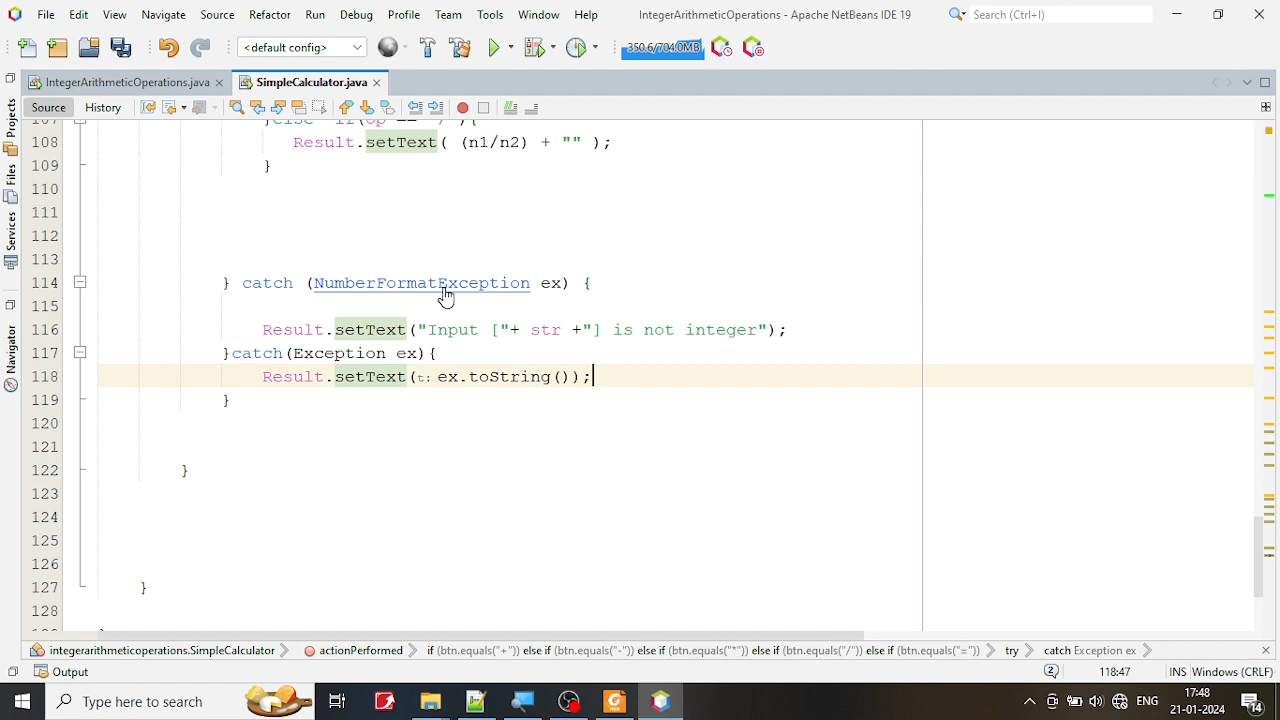 File Edit View Navigate Source Refactor Run Debug Profile Team Tools Window Help IntegerArithmeticOperations - Apache NetBeans IDE 19 Search (Ctrl+I)
<default config> 350.6/704.0MB
IntegerArithmeticOperations.java SimpleCalculator.java
Source History
Projects
Files
Services
Navigator
108 Result.setText( (n1/n2) + "" );
109 }
110
111
112
113
114 } catch (NumberFormatException ex) {
115
116 Result.setText("Input ["+ str +"] is not integer");
117 }catch(Exception ex){
118 Result.setText(t: ex.toString());
119 }
120
121
122 }
123
124
125
126
127 }
128
integerarithmeticoperations.SimpleCalculator actionPerformed if (btn.equals("+")) else if (btn.equals("-")) else if (btn.equals("*")) else if (btn.equals("/")) else if (btn.equals("=")) try catch Exception ex
Output 2 118:47 INS Windows (CRLF)
Type here to search ENG 17:48
21-01-2024 14